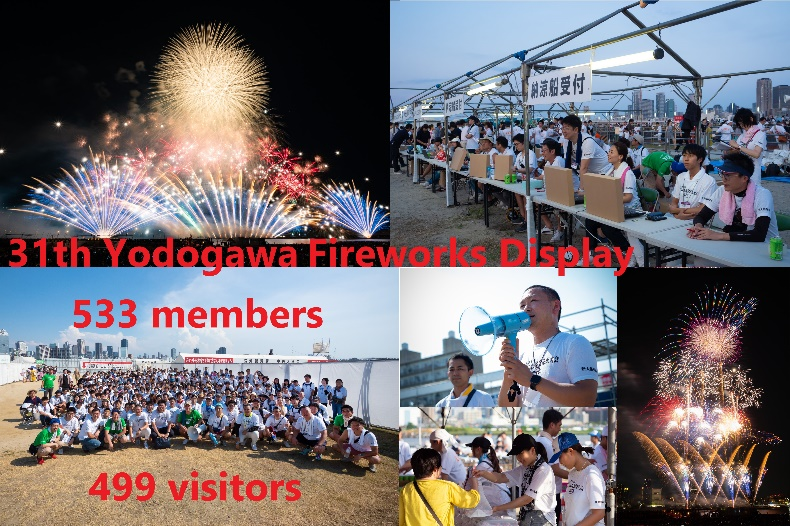 納涼船受付
31th Yodogawa Fireworks Display
533 members
499 visitors